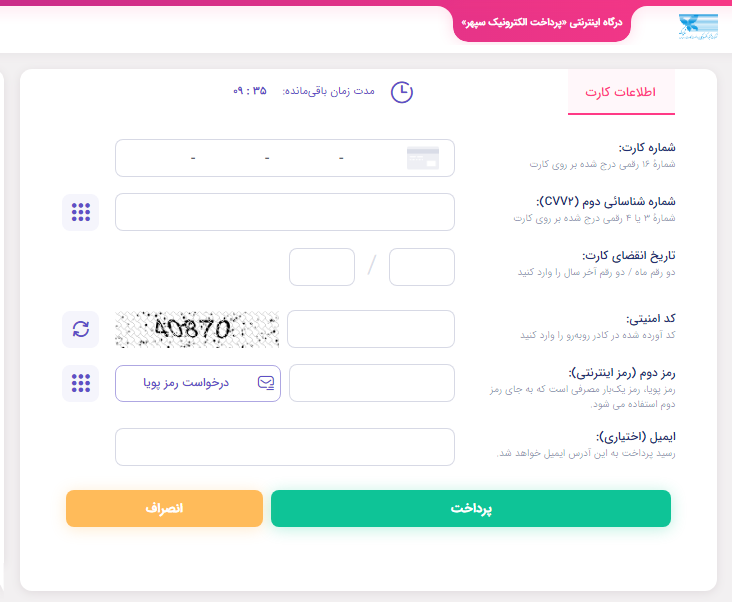 درگاه اینترنتی «پرداخت الکترونیک سپهر»
اطلاعات کارت
مدت زمان باقی‌مانده: ۰۹ : ۳۵
شماره کارت:
شمارهٔ ۱۶ رقمی درج شده بر روی کارت
- - -
شماره شناسائی دوم (CVV۲):
شمارهٔ ۳ یا ۴ رقمی درج شده بر روی کارت
تاریخ انقضای کارت:
دو رقم ماه / دو رقم آخر سال را وارد کنید
/
کد امنیتی:
کد آورده شده در کادر روبه‌رو را وارد کنید
40870
رمز دوم (رمز اینترنتی):
رمز پویا، رمز یک‌بار مصرفی است که به جای رمز
دوم استفاده می شود.
درخواست رمز پویا
ایمیل (اختیاری):
رسید پرداخت به این آدرس ایمیل خواهد شد.
پرداخت
انصراف